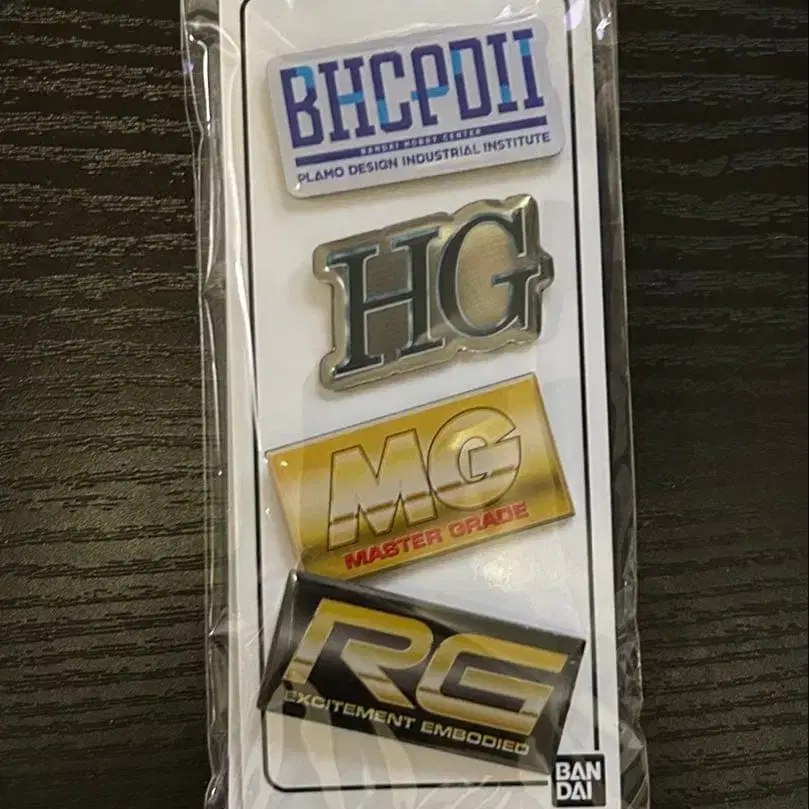 BHCPDII
BANDAI HOBBY CENTER
PLAMO DESIGN INDUSTRIAL INSTITUTE
HG
MG
MASTER GRADE
RG
EXCITEMENT EMBODIED
BAN
DAI